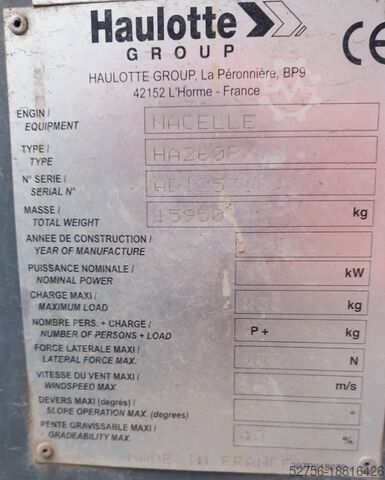 Haulotte
GROUP
HAULOTTE GROUP, La Péronnière, BP9
42152 L'Horme - France
CE
ENGIN / EQUIPMENT NACELLE
TYPE / TYPE HA260PX
N° SERIE / SERIAL N°
MASSE / TOTAL WEIGHT 15950 kg
ANNEE DE CONSTRUCTION / YEAR OF MANUFACTURE
PUISSANCE NOMINALE / NOMINAL POWER kW
CHARGE MAXI / MAXIMUM LOAD kg
NOMBRE PERS. + CHARGE / NUMBER OF PERSONS + LOAD P + kg
FORCE LATERALE MAXI / LATERAL FORCE MAX. N
VITESSE DU VENT MAXI / WINDSPEED MAX m/s
DEVERS MAXI (degrés) / SLOPE OPERATION MAX. (degrees) °
PENTE GRAVISSABLE MAXI / GRADEABILITY MAX. %
MADE IN FRANCE
52756-18816426